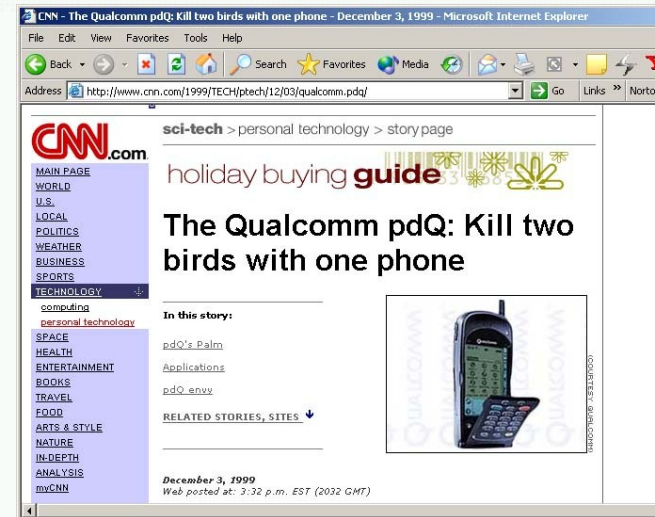 CNN - The Qualcomm pdQ: Kill two birds with one phone - December 3, 1999 - Microsoft Internet Explorer
File Edit View Favorites Tools Help
Back Search Favorites Media
Address http://www.cnn.com/1999/TECH/ptech/12/03/qualcomm.pdq/ Go Links » Norto
CNN.com
sci-tech > personal technology > story page
holiday buying guide
The Qualcomm pdQ: Kill two
birds with one phone
MAIN PAGE
WORLD
U.S.
LOCAL
POLITICS
WEATHER
BUSINESS
SPORTS
TECHNOLOGY
computing
personal technology
SPACE
HEALTH
ENTERTAINMENT
BOOKS
TRAVEL
FOOD
ARTS & STYLE
NATURE
IN-DEPTH
ANALYSIS
myCNN
In this story:
pdQ's Palm
Applications
pdQ envy
RELATED STORIES, SITES
(COURTESY QUALCOMM)
December 3, 1999
Web posted at: 3:32 p.m. EST (2032 GMT)